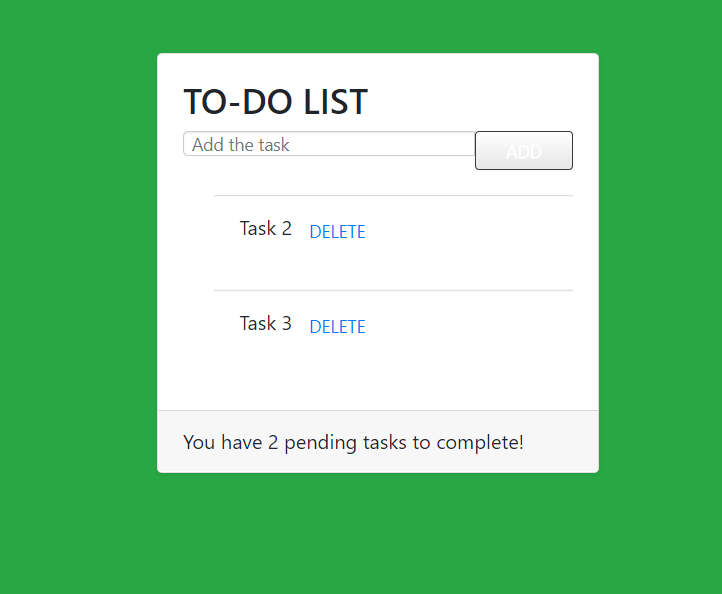 TO-DO LIST
Add the task ADD
Task 2 DELETE
Task 3 DELETE
You have 2 pending tasks to complete!